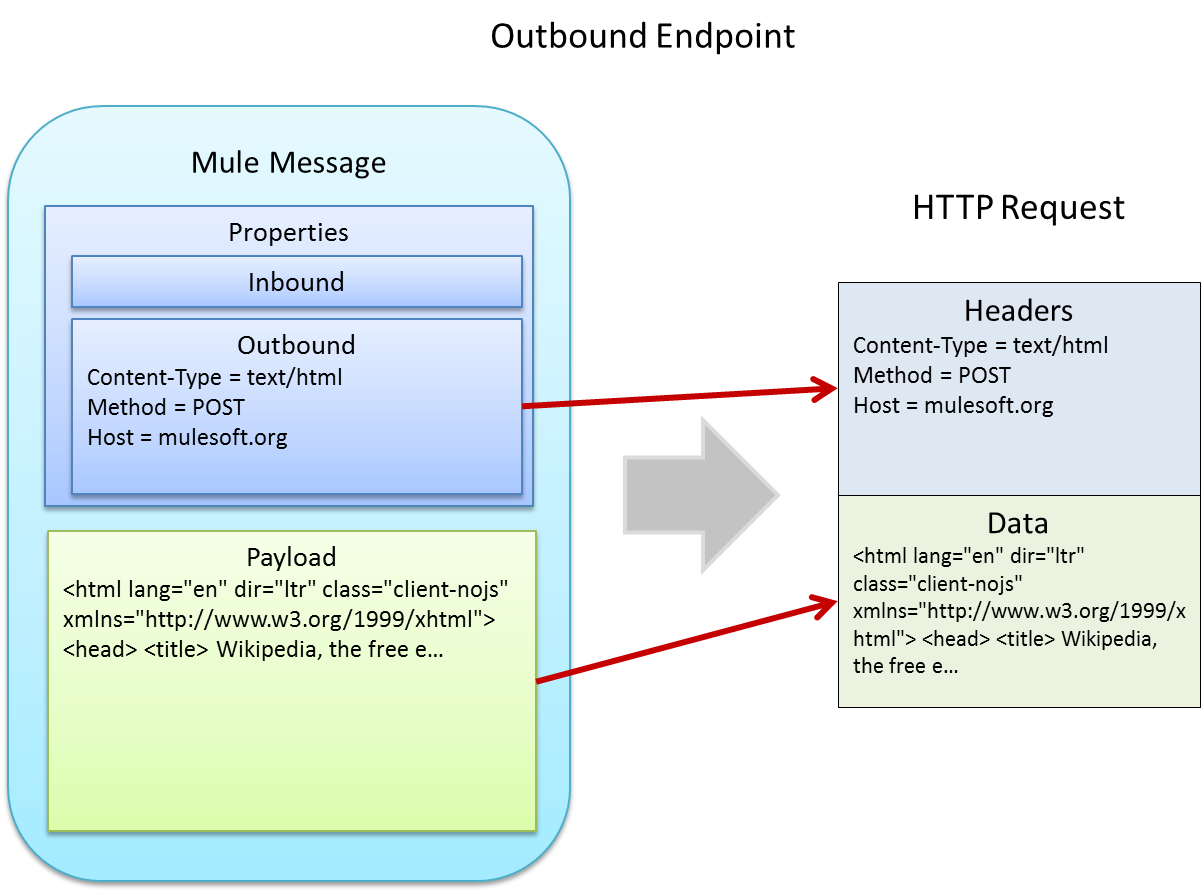 Outbound Endpoint
Mule Message
Properties
Inbound
Outbound
Content-Type = text/html
Method = POST
Host = mulesoft.org
Payload
<html lang="en" dir="ltr" class="client-nojs"
xmlns="http://www.w3.org/1999/xhtml">
<head> <title> Wikipedia, the free e…
HTTP Request
Headers
Content-Type = text/html
Method = POST
Host = mulesoft.org
Data
<html lang="en" dir="ltr"
class="client-nojs"
xmlns="http://www.w3.org/1999/x
html"> <head> <title> Wikipedia,
the free e…